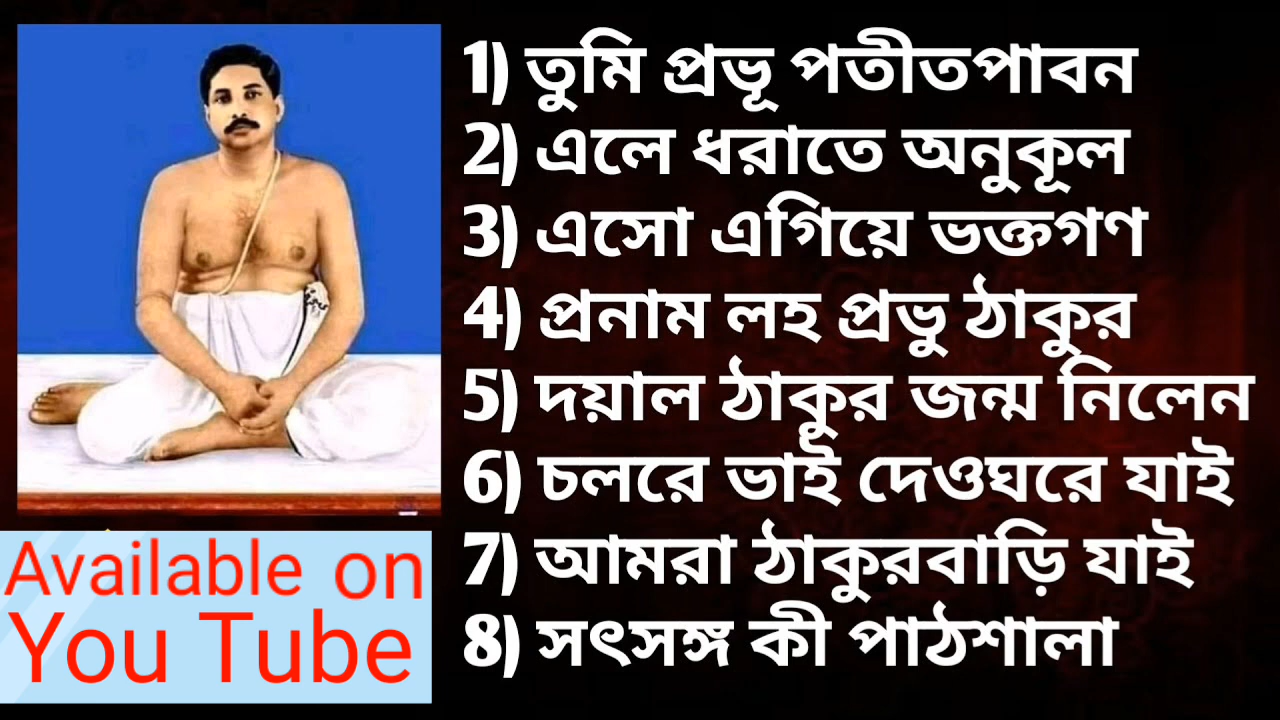 1) তুমি প্রভূ পতীতপাবন
2) এলে ধরাতে অনুকূল
3) এসো এগিয়ে ভক্তগণ
4) প্রনাম লহ প্রভু ঠাকুর
5) দয়াল ঠাকুর জন্ম নিলেন
6) চলরে ভাই দেওঘরে যাই
7) আমরা ঠাকুরবাড়ি যাই
8) সৎসঙ্গ কী পাঠশালা
Available on
You Tube